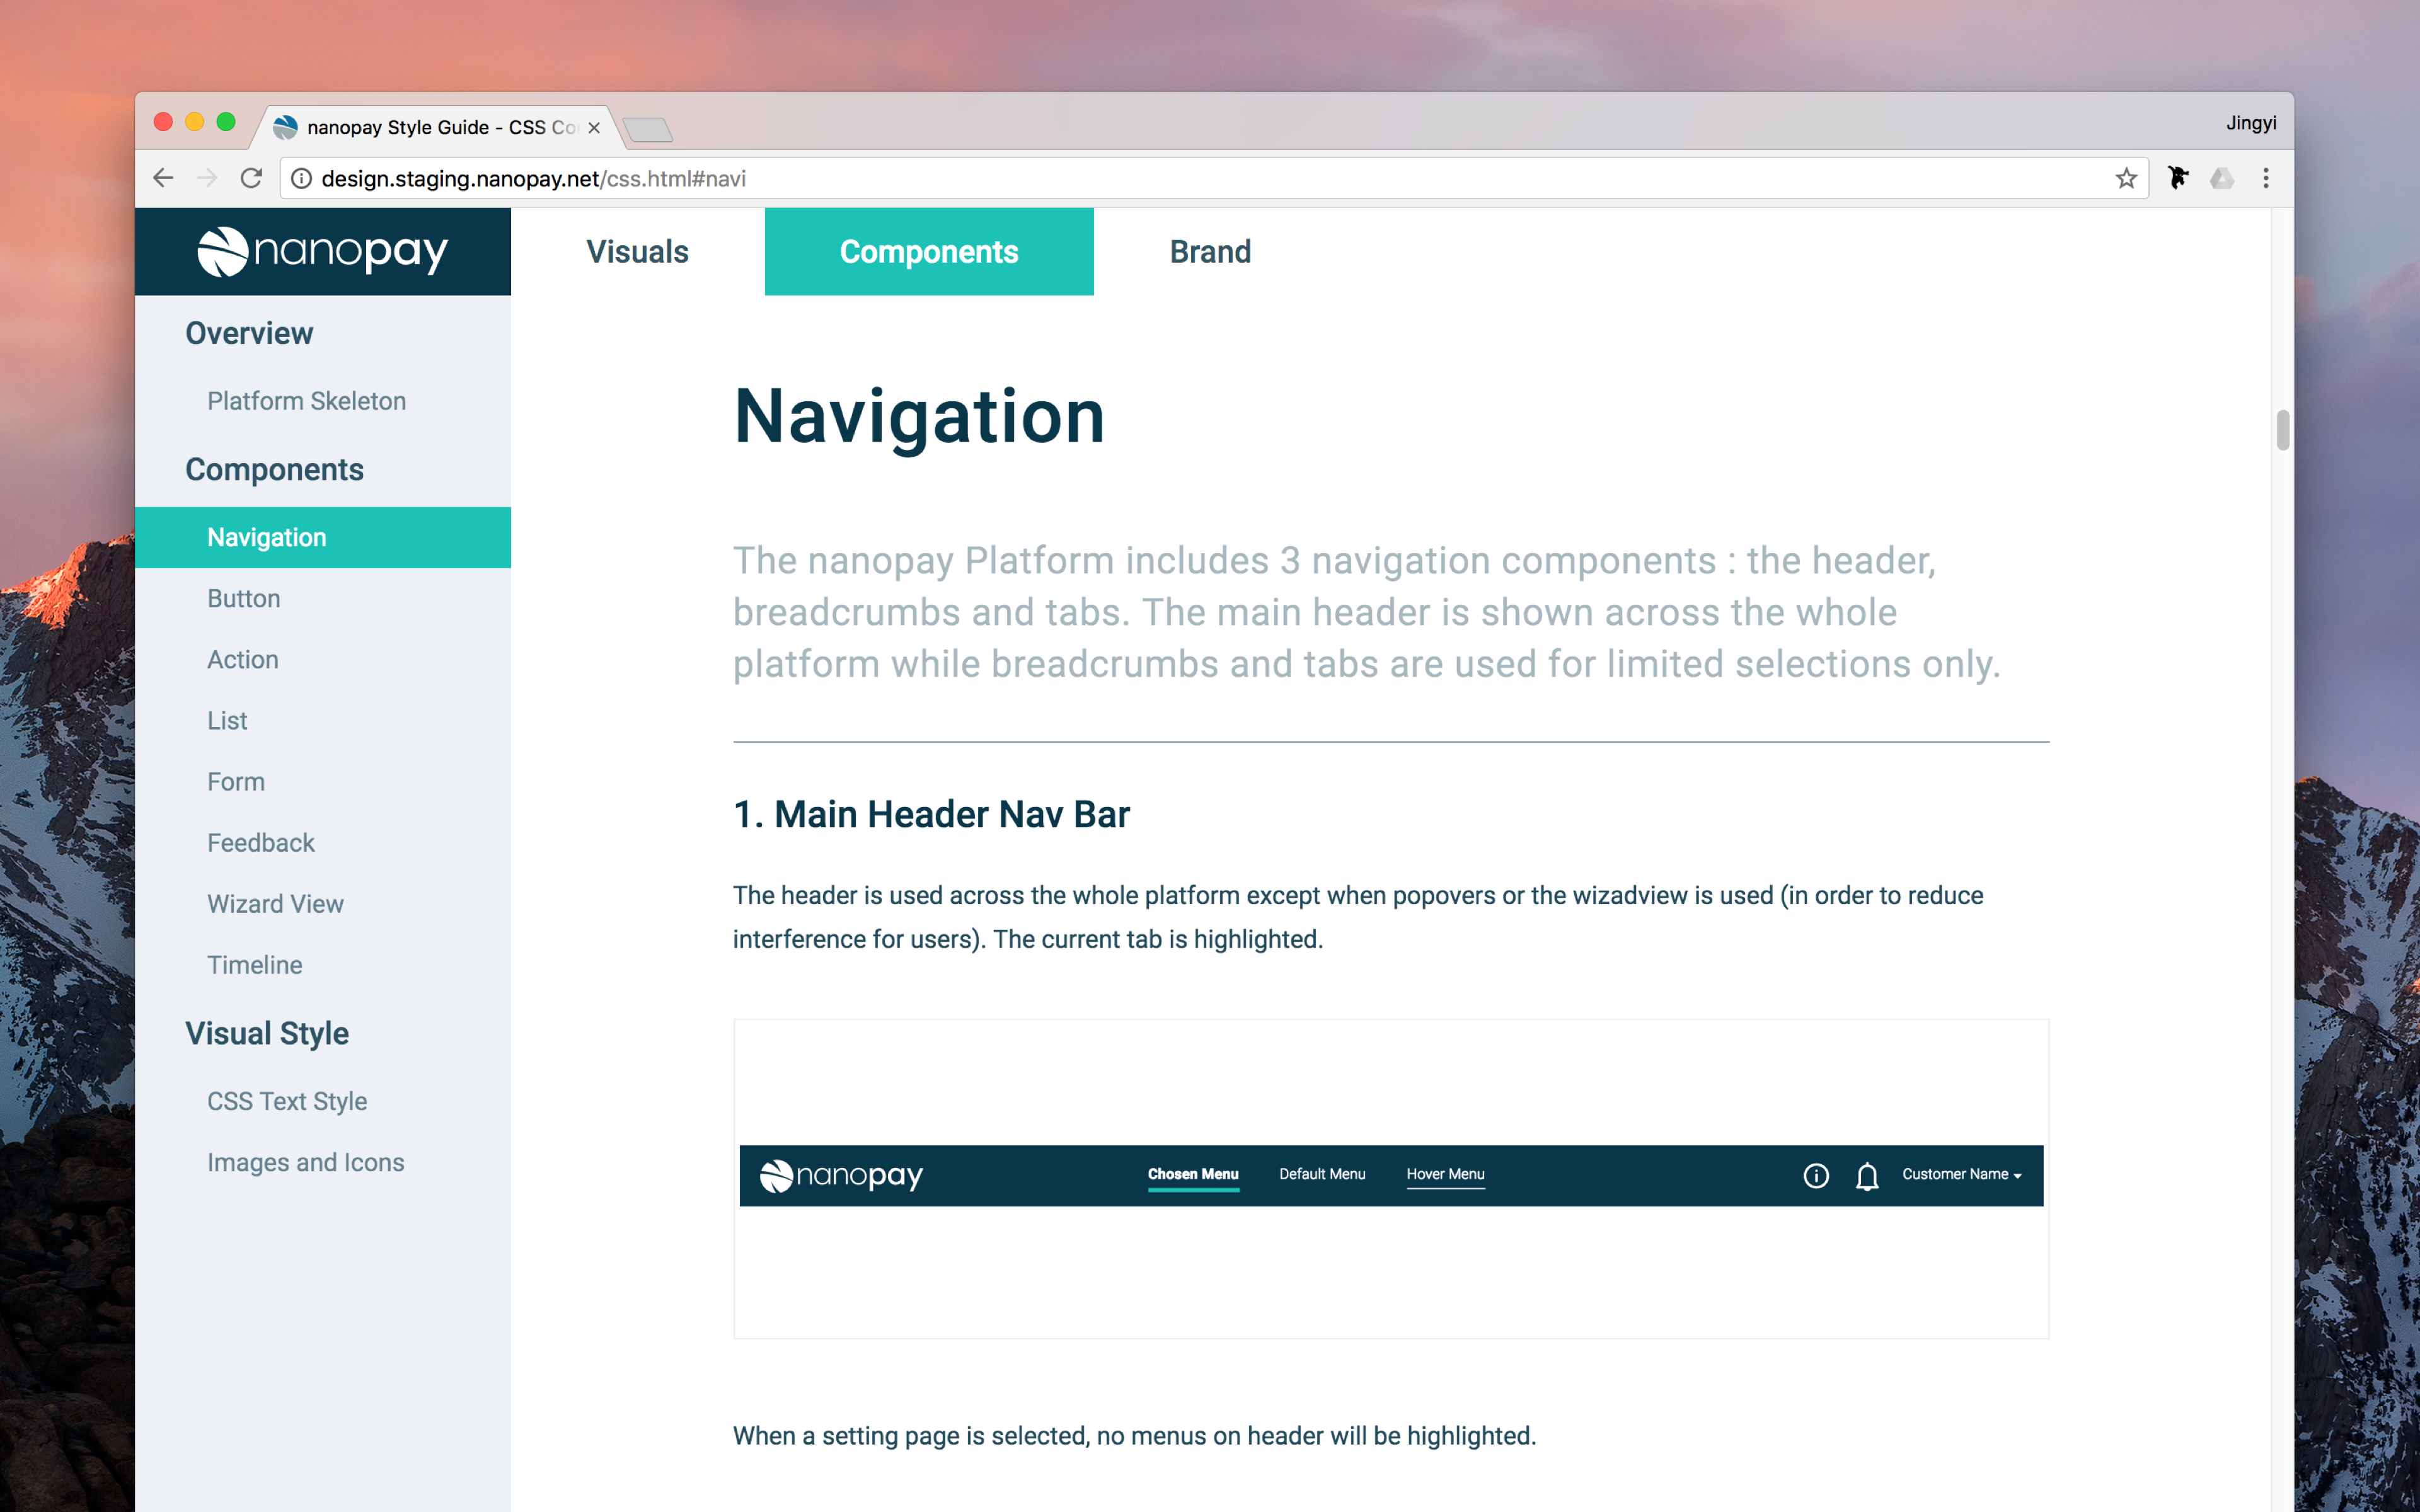 nanopay Style Guide - CSS Co
Jingyi
design.staging.nanopay.net/css.html#navi
nanopay
Visuals
Components
Brand
Overview
Platform Skeleton
Components
Navigation
Button
Action
List
Form
Feedback
Wizard View
Timeline
Visual Style
CSS Text Style
Images and Icons
Navigation
The nanopay Platform includes 3 navigation components : the header,
breadcrumbs and tabs. The main header is shown across the whole
platform while breadcrumbs and tabs are used for limited selections only.
1. Main Header Nav Bar
The header is used across the whole platform except when popovers or the wizadview is used (in order to reduce
interference for users). The current tab is highlighted.
nanopay
Chosen Menu
Default Menu
Hover Menu
Customer Name
When a setting page is selected, no menus on header will be highlighted.